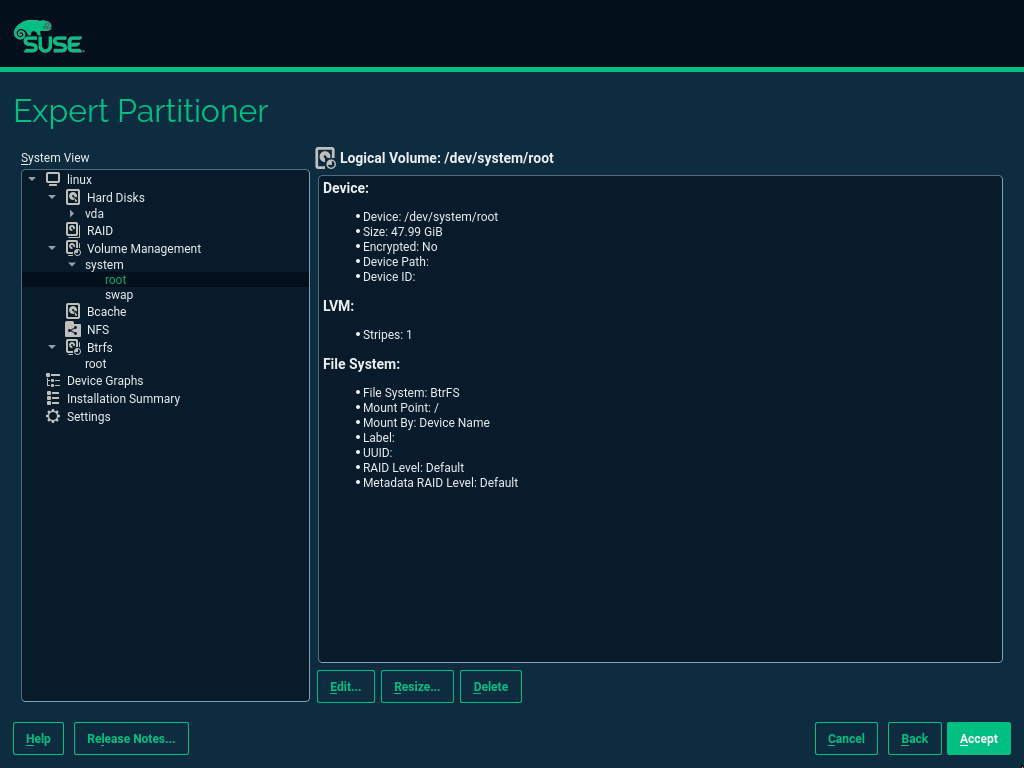 SUSE
Expert Partitioner
System View
linux
Hard Disks
vda
RAID
Volume Management
system
root
swap
Bcache
NFS
Btrfs
root
Device Graphs
Installation Summary
Settings
Logical Volume: /dev/system/root
Device:
• Device: /dev/system/root
• Size: 47.99 GiB
• Encrypted: No
• Device Path:
• Device ID:
LVM:
• Stripes: 1
File System:
• File System: BtrFS
• Mount Point: /
• Mount By: Device Name
• Label:
• UUID:
• RAID Level: Default
• Metadata RAID Level: Default
Edit... Resize... Delete
Help Release Notes... Cancel Back Accept